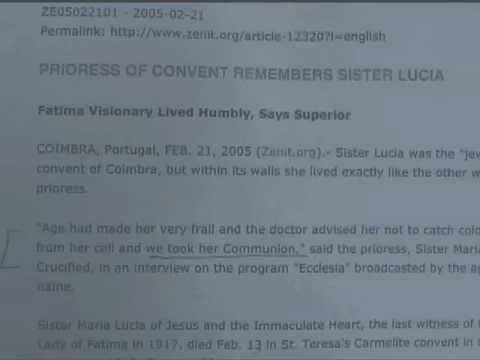 ZE05022101 - 2005-02-21
Permalink: http://www.zenit.org/article-12320?l=english
PRIORESS OF CONVENT REMEMBERS SISTER LUCIA
Fatima Visionary Lived Humbly, Says Superior
COIMBRA, Portugal, FEB. 21, 2005 (Zenit.org).- Sister Lucia was the
convent of Coimbra, but within its walls she lived exactly like the other
prioress.
"Age had made her very frail and the doctor advised her not to catch
from her cell and we took her Communion," said the prioress, Sister
Crucified, in an interview on the program "Ecclesia" broadcasted by the
name.
Sister Maria Lucia of Jesus and the Immaculate Heart, the last witness of
Lady of Fatima in 1917, died Feb. 13 in St. Teresa's Carmelite convent in